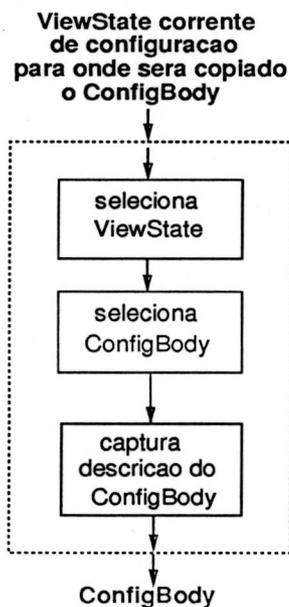 ViewState corrente
de configuracao
para onde sera copiado
o ConfigBody
seleciona
ViewState
seleciona
ConfigBody
captura
descricao do
ConfigBody
ConfigBody